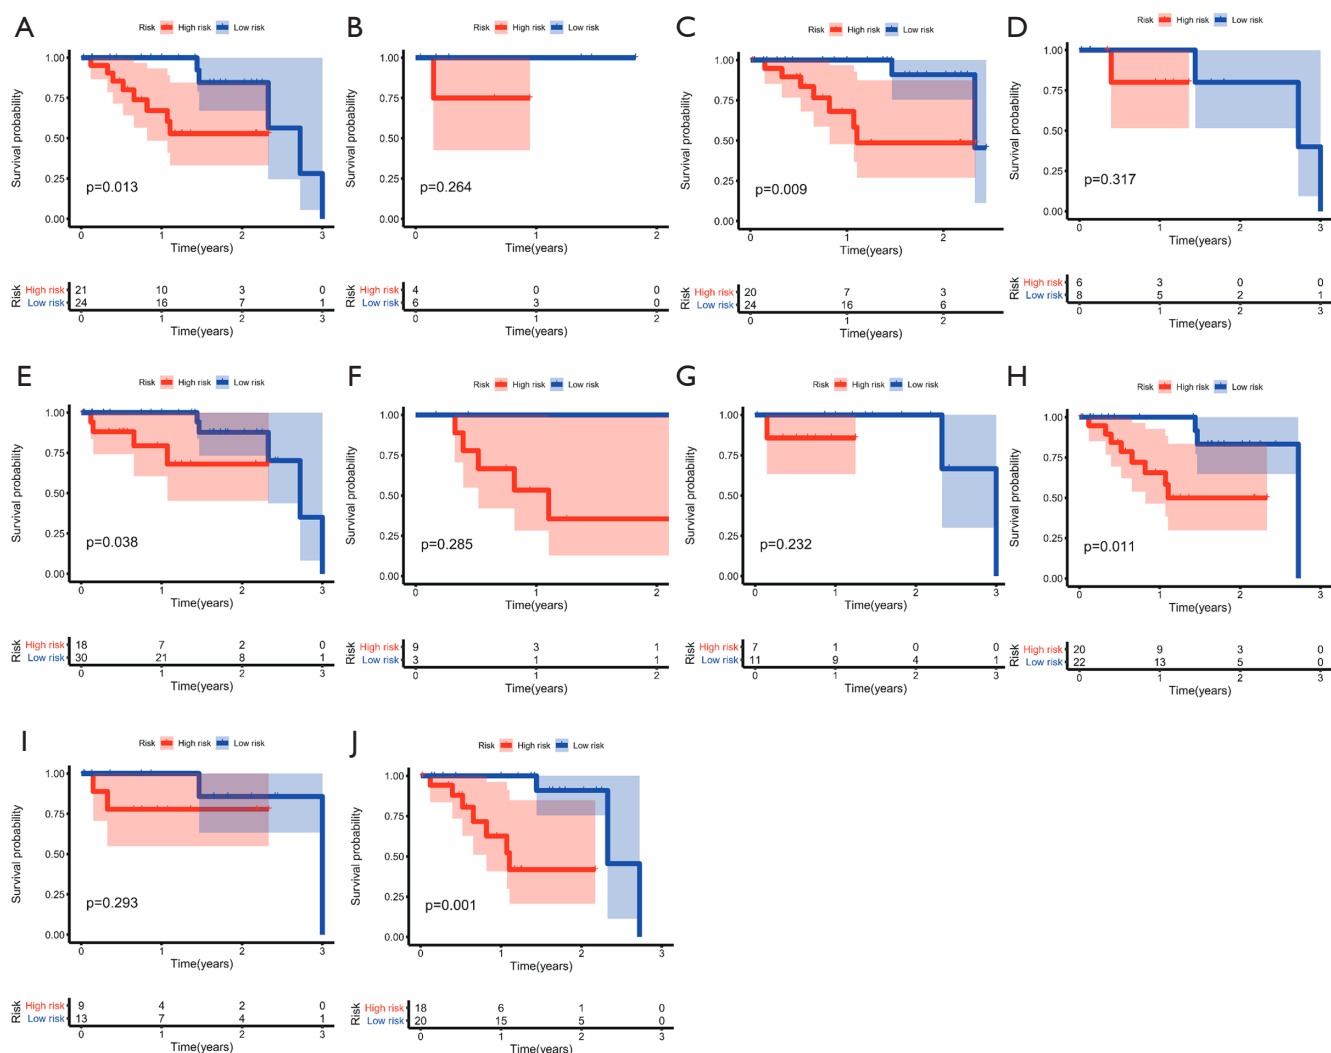 A
Risk High risk Low risk
Survival probability
1.00
0.75
0.50
0.25
0.00
p=0.013
0 1 2 3
Time(years)
Risk
High risk 21 10 3 0
Low risk 24 16 7 1
0 1 2 3
Time(years)
B
Risk High risk Low risk
Survival probability
1.00
0.75
0.50
0.25
0.00
p=0.264
0 1 2
Time(years)
Risk
High risk 4 0 0
Low risk 6 3 0
0 1 2
Time(years)
C
Risk High risk Low risk
Survival probability
1.00
0.75
0.50
0.25
0.00
p=0.009
0 1 2
Time(years)
Risk
High risk 20 7 3
Low risk 24 16 6
0 1 2
Time(years)
D
Risk High risk Low risk
Survival probability
1.00
0.75
0.50
0.25
0.00
p=0.317
0 1 2 3
Time(years)
Risk
High risk 6 3 0 0
Low risk 8 5 2 1
0 1 2 3
Time(years)
E
Risk High risk Low risk
Survival probability
1.00
0.75
0.50
0.25
0.00
p=0.038
0 1 2 3
Time(years)
Risk
High risk 18 7 2 0
Low risk 30 21 8 1
0 1 2 3
Time(years)
F
Risk High risk Low risk
Survival probability
1.00
0.75
0.50
0.25
0.00
p=0.285
0 1 2
Time(years)
Risk
High risk 9 3 1
Low risk 3 1 1
0 1 2
Time(years)
G
Risk High risk Low risk
Survival probability
1.00
0.75
0.50
0.25
0.00
p=0.232
0 1 2 3
Time(years)
Risk
High risk 7 1 0 0
Low risk 11 9 4 1
0 1 2 3
Time(years)
H
Risk High risk Low risk
Survival probability
1.00
0.75
0.50
0.25
0.00
p=0.011
0 1 2 3
Time(years)
Risk
High risk 20 9 3 0
Low risk 22 13 5 0
0 1 2 3
Time(years)
I
Risk High risk Low risk
Survival probability
1.00
0.75
0.50
0.25
0.00
p=0.293
0 1 2 3
Time(years)
Risk
High risk 9 4 2 0
Low risk 13 7 4 1
0 1 2 3
Time(years)
J
Risk High risk Low risk
Survival probability
1.00
0.75
0.50
0.25
0.00
p=0.001
0 1 2 3
Time(years)
Risk
High risk 18 6 1 0
Low risk 20 15 5 0
0 1 2 3
Time(years)